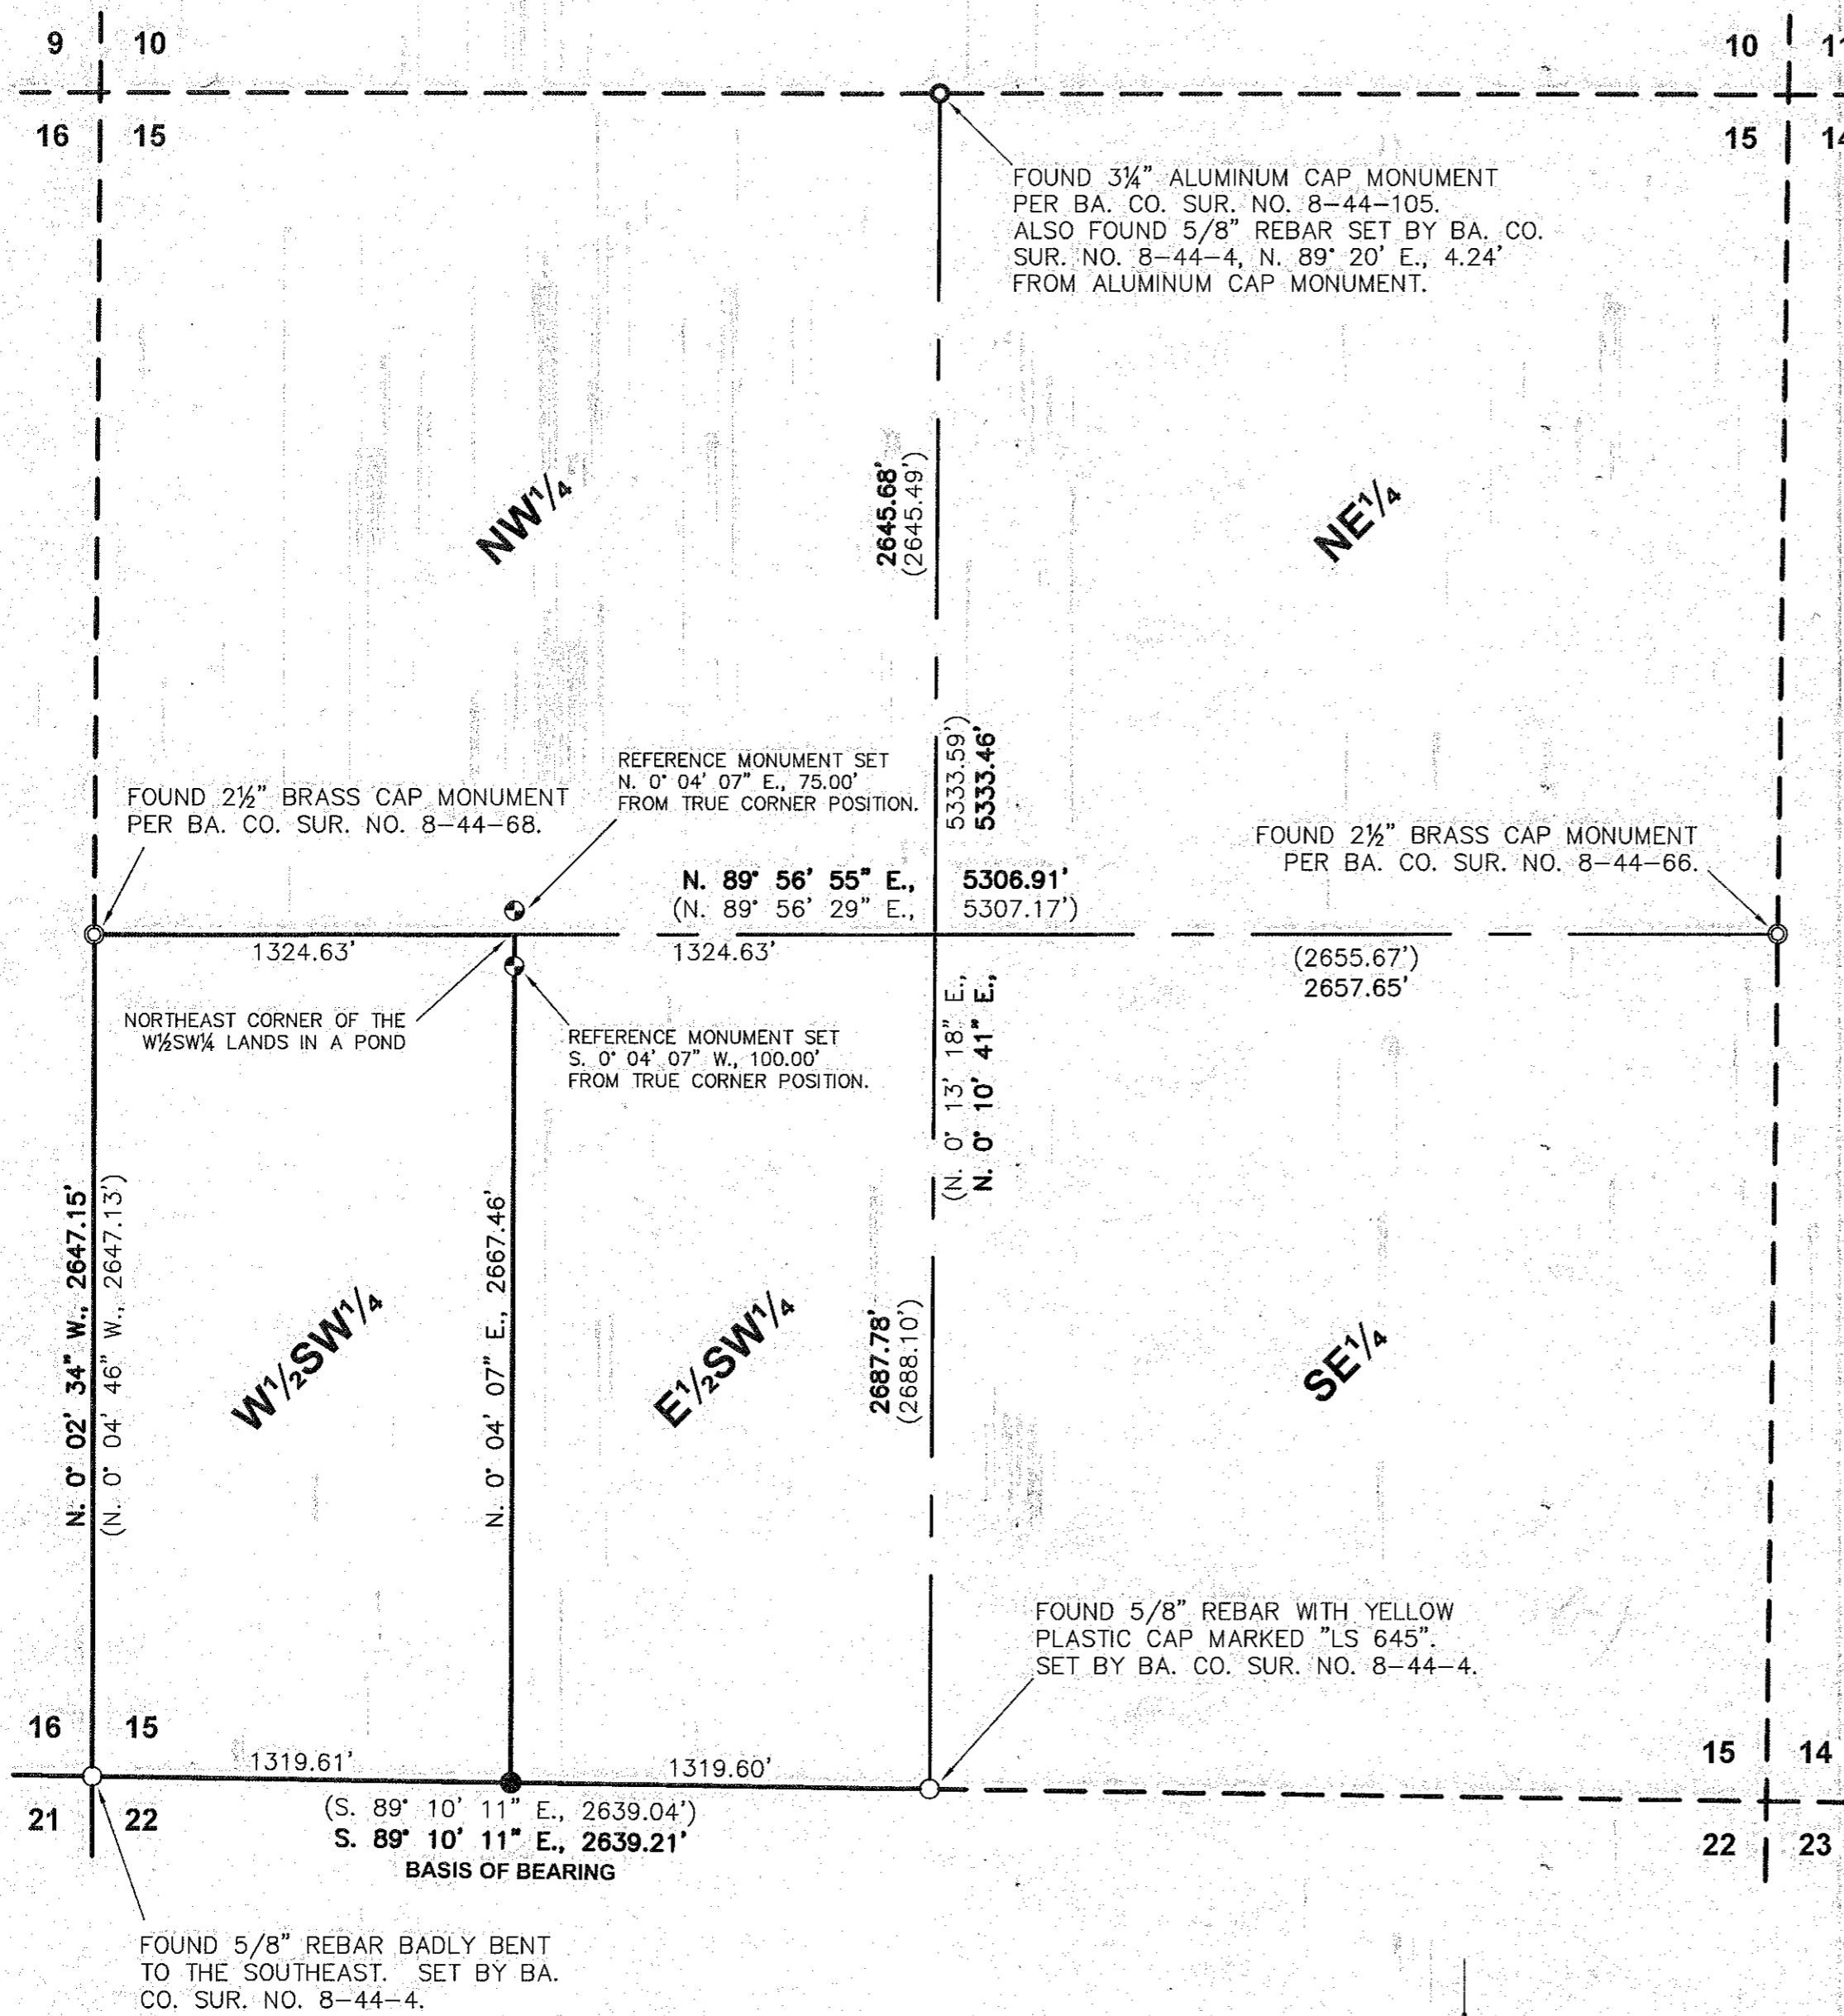 9 10
10 11
16 15
15 14
FOUND 3¼" ALUMINUM CAP MONUMENT
PER BA. CO. SUR. NO. 8-44-105.
ALSO FOUND 5/8" REBAR SET BY BA. CO.
SUR. NO. 8-44-4, N. 89° 20' E., 4.24'
FROM ALUMINUM CAP MONUMENT.
NW¼
2645.68'
(2645.49')
NE¼
REFERENCE MONUMENT SET
N. 0° 04' 07" E., 75.00'
FROM TRUE CORNER POSITION.
FOUND 2½" BRASS CAP MONUMENT
PER BA. CO. SUR. NO. 8-44-68.
(N. 0° 13' 18" E., 5333.59')
N. 0° 10' 41" E., 5333.46'
FOUND 2½" BRASS CAP MONUMENT
PER BA. CO. SUR. NO. 8-44-66.
N. 89° 56' 55" E., 5306.91'
(N. 89° 56' 29" E., 5307.17')
1324.63'
1324.63'
(2655.67')
2657.65'
NORTHEAST CORNER OF THE
W½SW¼ LANDS IN A POND
REFERENCE MONUMENT SET
S. 0° 04' 07" W., 100.00'
FROM TRUE CORNER POSITION.
N. 0° 02' 34" W., 2647.15'
(N. 0° 04' 46" W., 2647.13')
W½SW¼
N. 0° 04' 07" E., 2667.46'
E½SW¼
2687.78'
(2688.10')
SE¼
FOUND 5/8" REBAR WITH YELLOW
PLASTIC CAP MARKED "LS 645".
SET BY BA. CO. SUR. NO. 8-44-4.
16 15
15 14
1319.61'
1319.60'
21 22
22 23
(S. 89° 10' 11" E., 2639.04')
S. 89° 10' 11" E., 2639.21'
BASIS OF BEARING
FOUND 5/8" REBAR BADLY BENT
TO THE SOUTHEAST. SET BY BA.
CO. SUR. NO. 8-44-4.